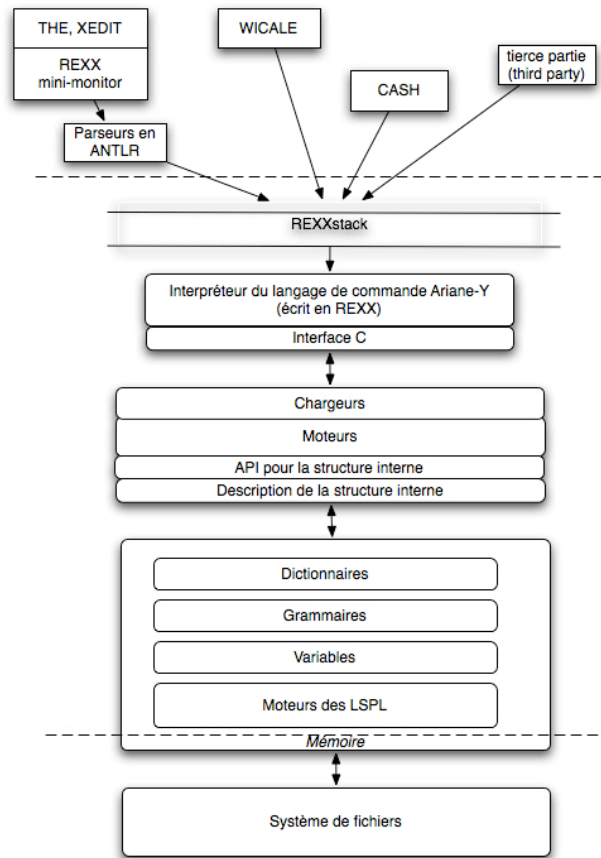 THE, XEDIT
REXX
mini-monitor
WICALE
CASH
tierce partie
(third party)
Parseurs en
ANTLR
REXXstack
Interpréteur du langage de commande Ariane-Y
(écrit en REXX)
Interface C
Chargeurs
Moteurs
API pour la structure interne
Description de la structure interne
Dictionnaires
Grammaires
Variables
Moteurs des LSPL
Mémoire
Système de fichiers